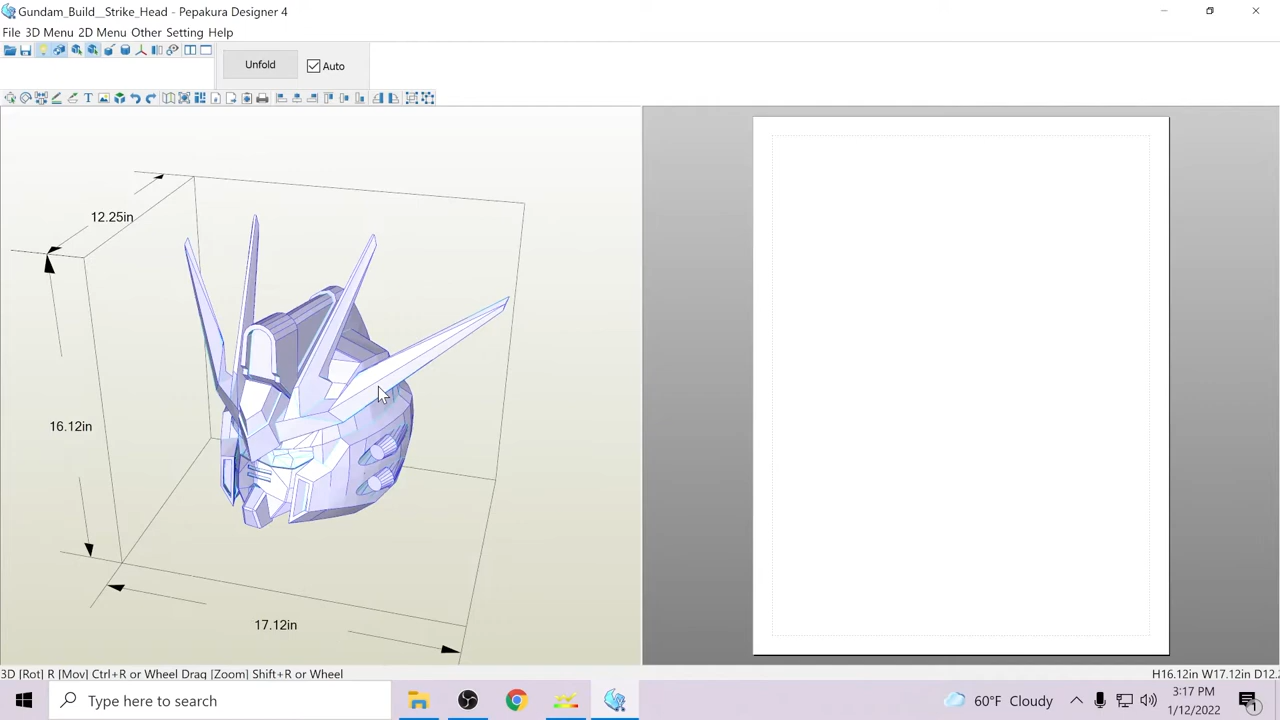 Gundam_Build__Strike_Head - Pepakura Designer 4
File 3D Menu 2D Menu Other Setting Help
Unfold
Auto
12.25in
16.12in
17.12in
3D [Rot] R [Mov] Ctrl+R or Wheel Drag [Zoom] Shift+R or Wheel
H16.12in W17.12in D12.
Type here to search
60°F Cloudy
3:17 PM
1/12/2022
1